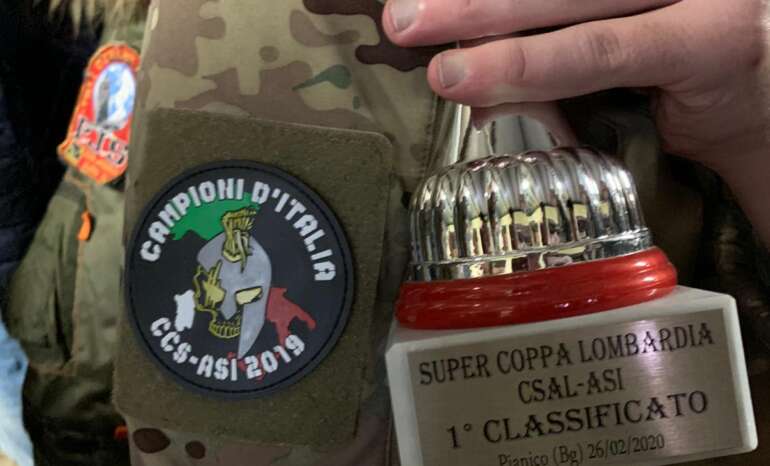 CAMPIONI D'ITALIA
CCS-ASI 2019
SUPER COPPA LOMBARDIA
CSAL-ASI
1° CLASSIFICATO
Pianico (Bg) 26/02/2020